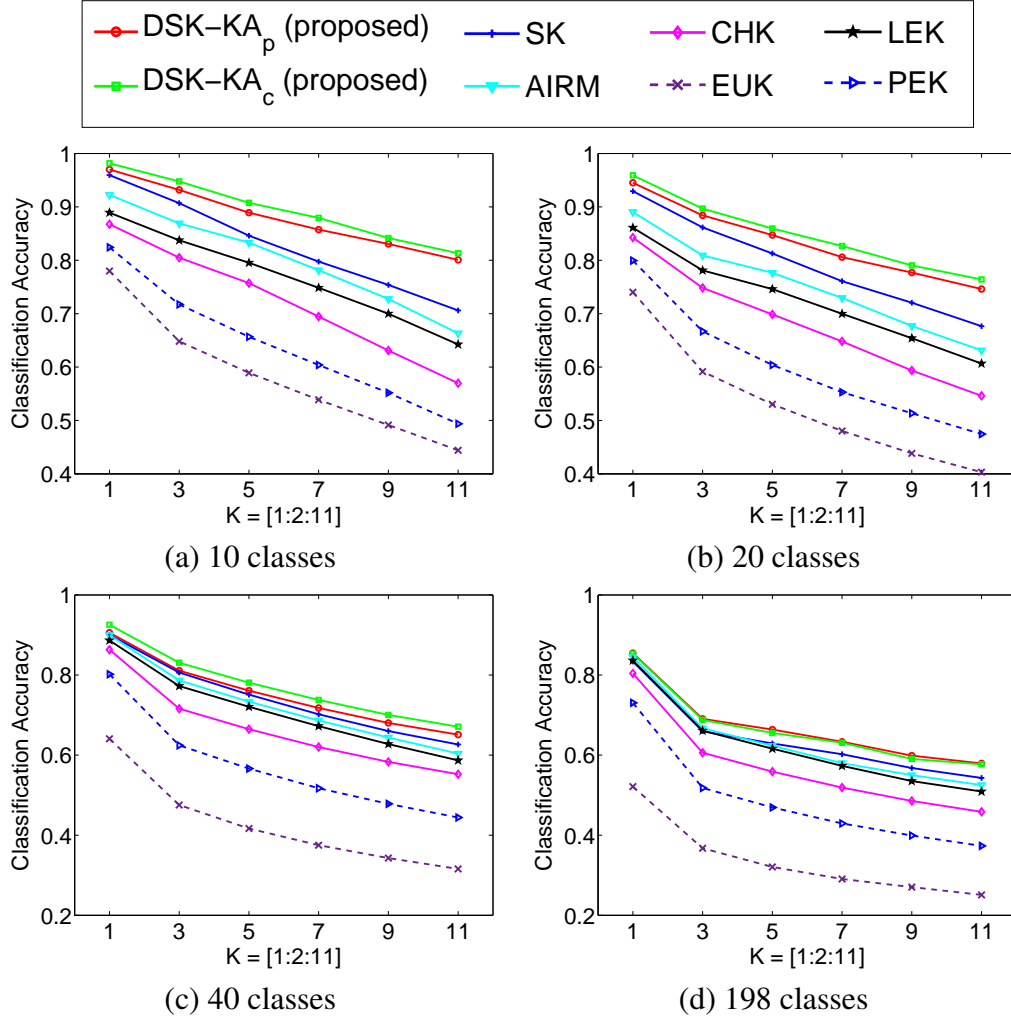 DSK−KAp (proposed) SK CHK LEK
DSK−KAc (proposed) AIRM EUK PEK
1
0.9
0.8
0.7
0.6
0.5
0.4
Classification Accuracy
1 3 5 7 9 11
K = [1:2:11]
(a) 10 classes
1
0.9
0.8
0.7
0.6
0.5
0.4
Classification Accuracy
1 3 5 7 9 11
K = [1:2:11]
(b) 20 classes
1
0.8
0.6
0.4
0.2
Classification Accuracy
1 3 5 7 9 11
K = [1:2:11]
(c) 40 classes
1
0.8
0.6
0.4
0.2
Classification Accuracy
1 3 5 7 9 11
K = [1:2:11]
(d) 198 classes